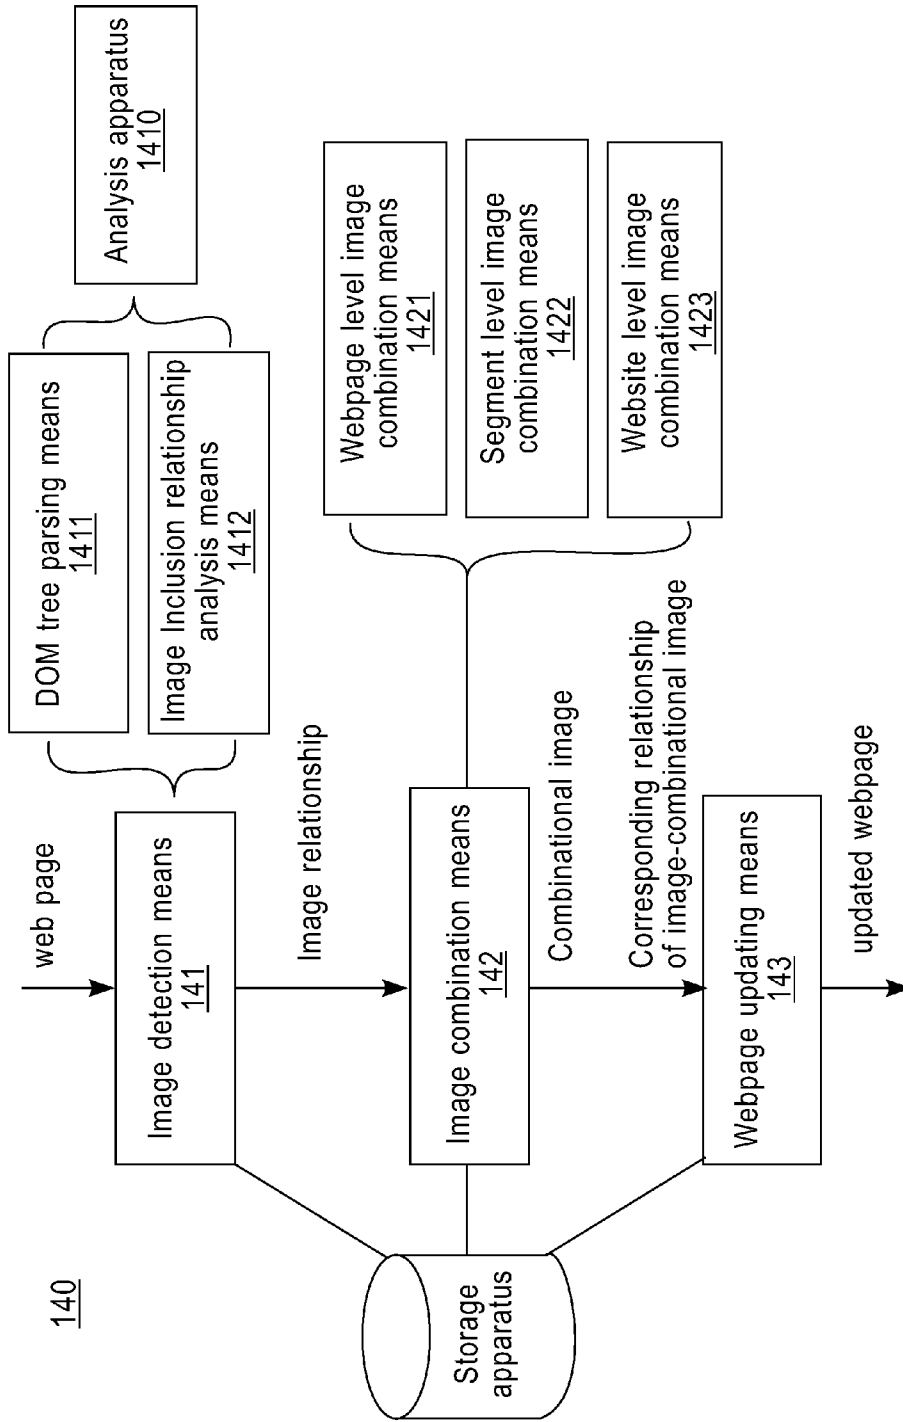 140
web page
Image detection means
141
DOM tree parsing means
1411
Image Inclusion relationship
analysis means
1412
Analysis apparatus
1410
Image relationship
Storage
apparatus
Image combination means
142
Webpage level image
combination means
1421
Segment level image
combination means
1422
Website level image
combination means
1423
Combinational image
Corresponding relationship
of image-combinational image
Webpage updating means
143
updated webpage